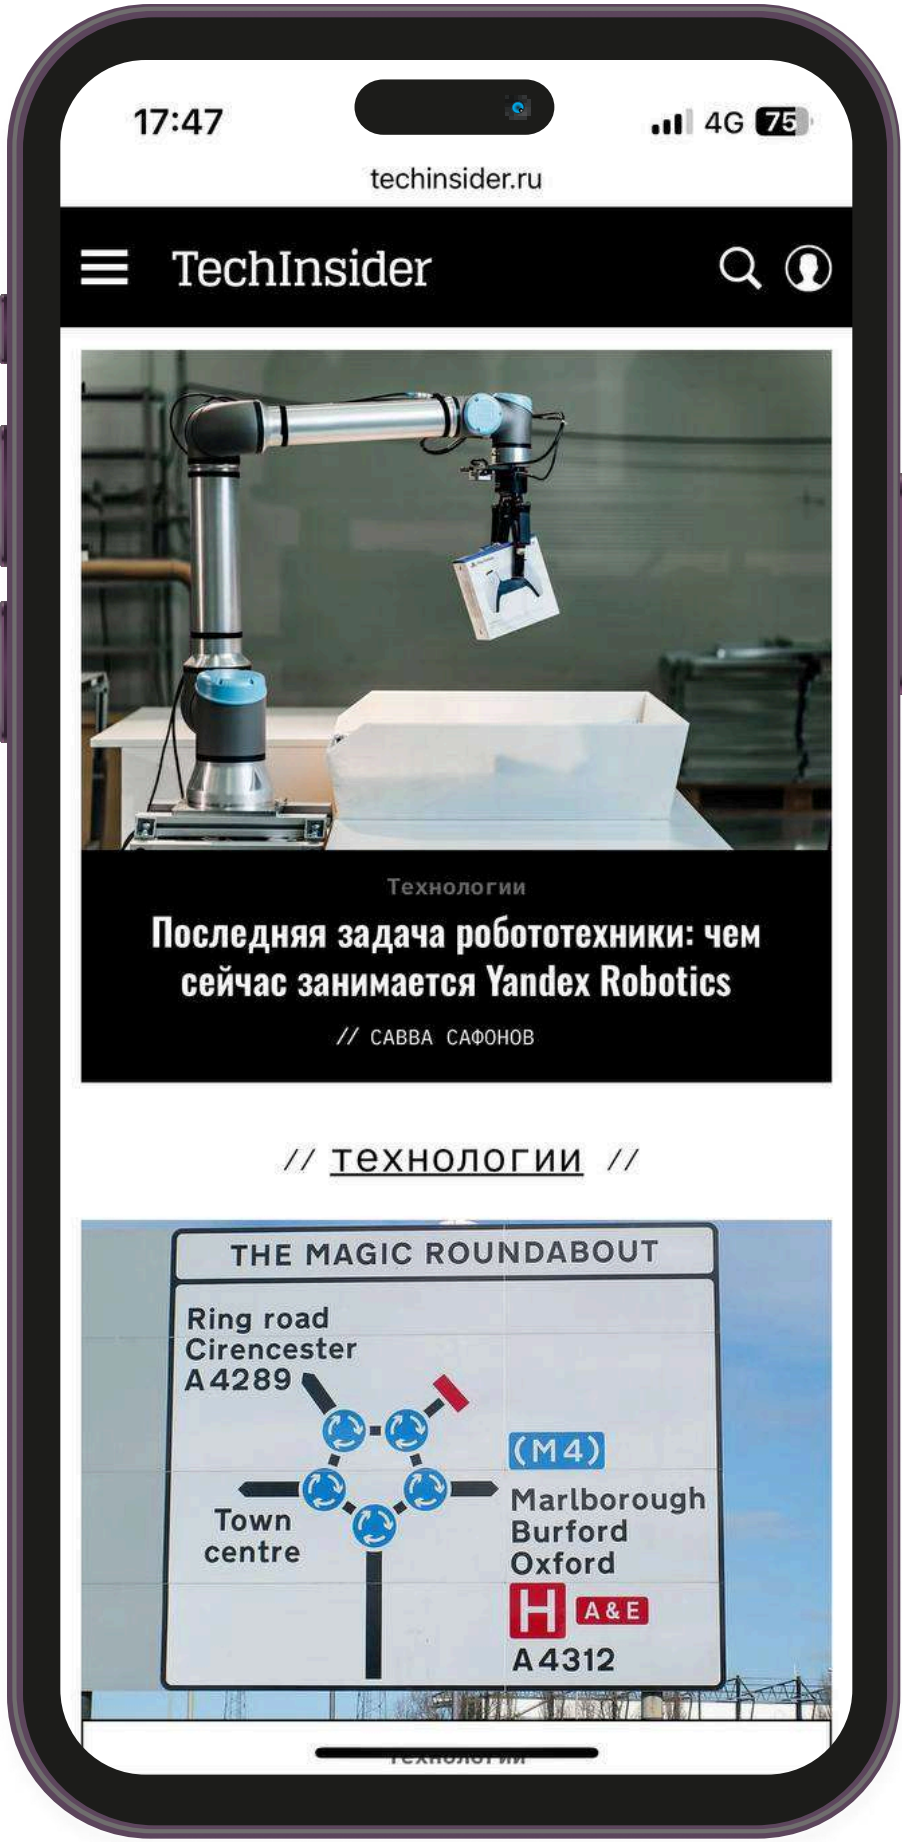 17:47
4G 75
techinsider.ru
TechInsider
Технологии
Последняя задача робототехники: чем
сейчас занимается Yandex Robotics
// САВВА САФОНОВ
// технологии //
THE MAGIC ROUNDABOUT
Ring road
Cirencester
A4289
(M4)
Marlborough
Burford
Oxford
Town
centre
H A & E
A4312